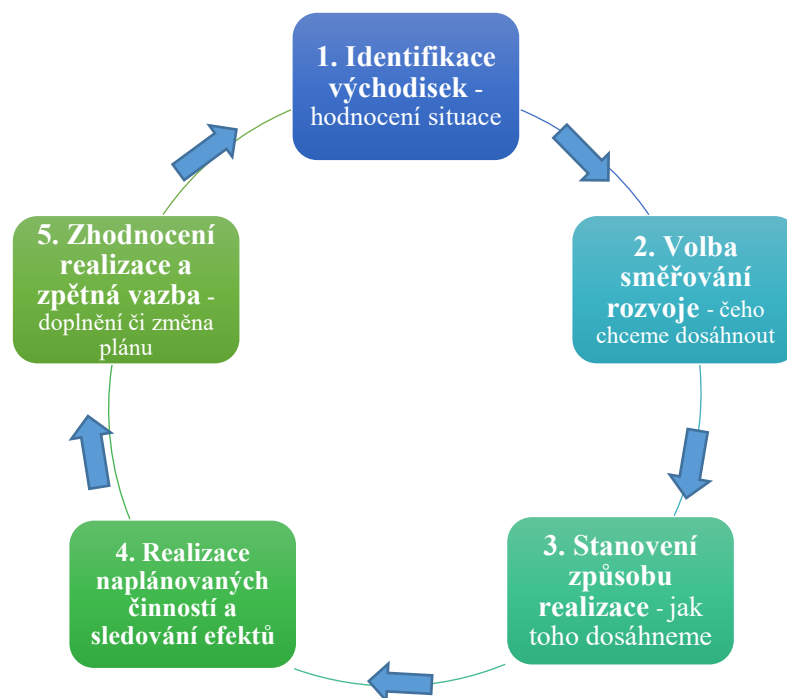 1. Identifikace
východisek -
hodnocení situace
2. Volba
směřování
rozvoje - čeho
chceme dosáhnout
3. Stanovení
způsobu
realizace - jak
toho dosáhneme
4. Realizace
naplánovaných
činností a
sledování efektů
5. Zhodnocení
realizace a
zpětná vazba -
doplnění či změna
plánu